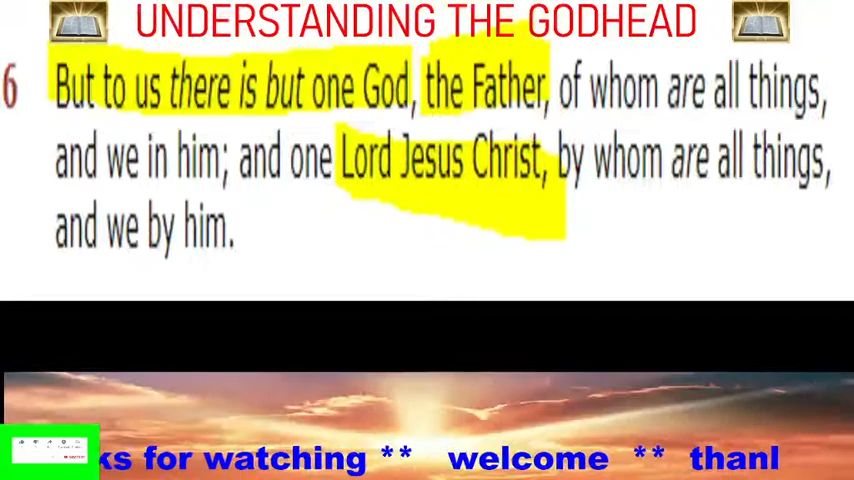 UNDERSTANDING THE GODHEAD
6 But to us there is but one God, the Father, of whom are all things,
and we in him; and one Lord Jesus Christ, by whom are all things,
and we by him.
ks for watching ** welcome ** thanl